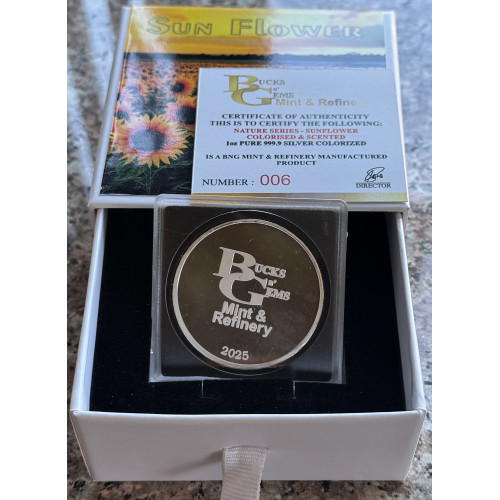 SUN FLOWER
BUCKS
n'
GEMS
Mint & Refinery
CERTIFICATE OF AUTHENTICITY
THIS IS TO CERTIFY THE FOLLOWING:
NATURE SERIES - SUNFLOWER
COLORISED & SCENTED
1oz PURE 999.9 SILVER COLORIZED
IS A BNG MINT & REFINERY MANUFACTURED
PRODUCT
NUMBER : 006
DIRECTOR
BUCKS
n'
GEMS
Mint &
Refinery
2025